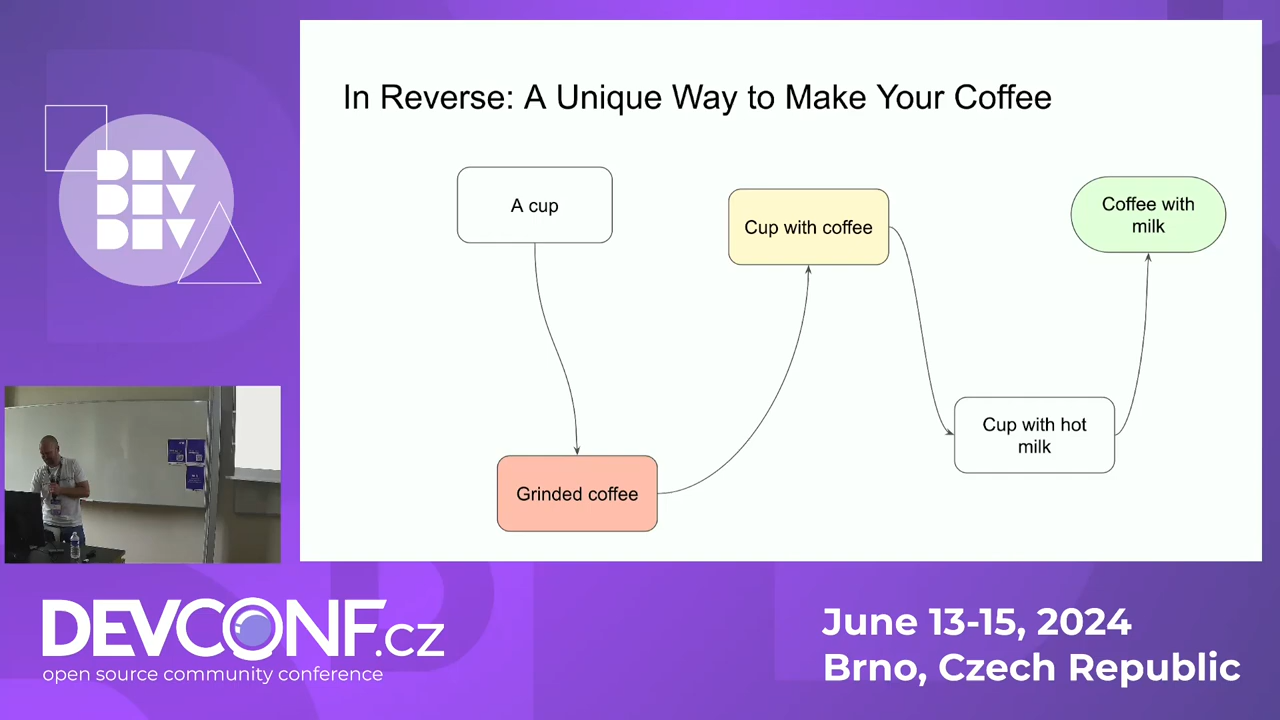 In Reverse: A Unique Way to Make Your Coffee
A cup
Cup with coffee
Coffee with
milk
Cup with hot
milk
Grinded coffee
DEV
DEV
DEV
DEVCONF.cz
open source community conference
June 13-15, 2024
Brno, Czech Republic